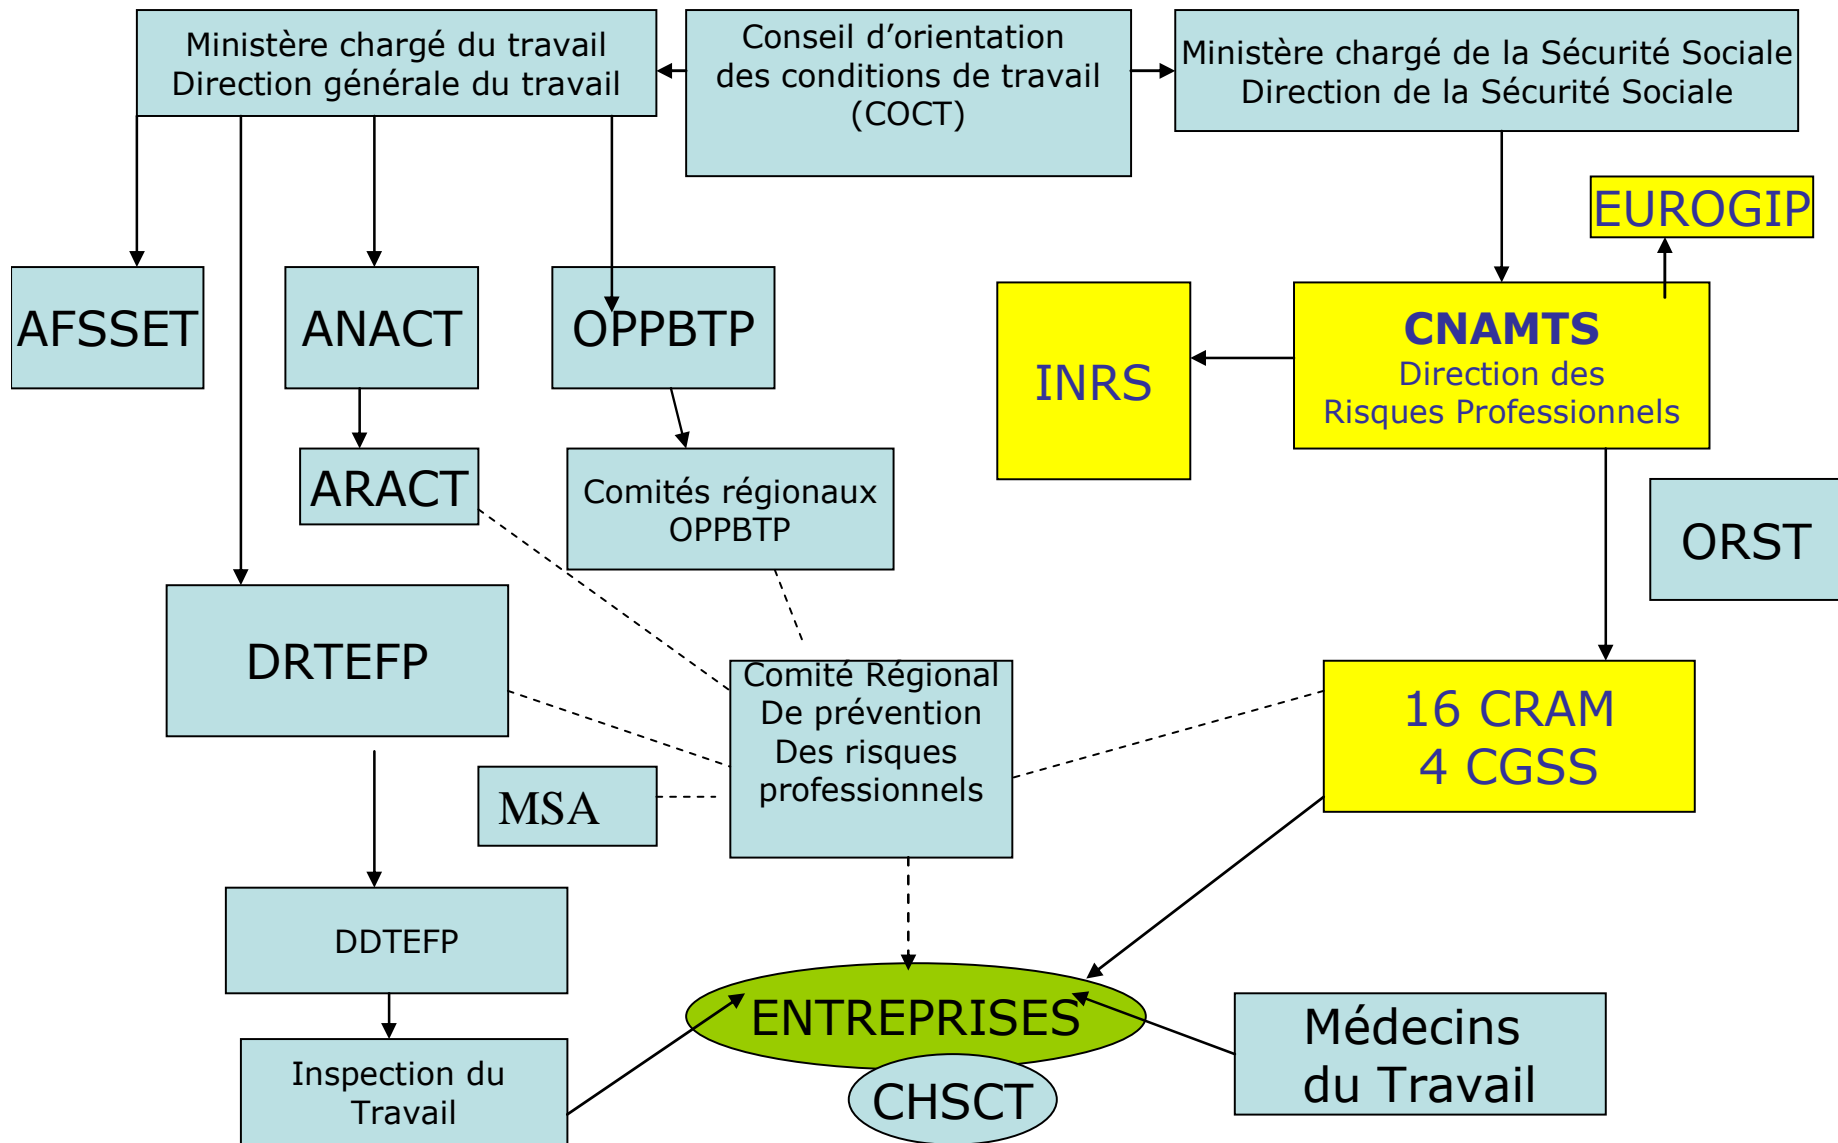 Ministère chargé du travail
Direction générale du travail
Conseil d’orientation
des conditions de travail
(COCT)
Ministère chargé de la Sécurité Sociale
Direction de la Sécurité Sociale
EUROGIP
AFSSET
ANACT
OPPBTP
INRS
CNAMTS
Direction des
Risques Professionnels
ARACT
Comités régionaux
OPPBTP
ORST
DRTEFP
Comité Régional
De prévention
Des risques
professionnels
16 CRAM
4 CGSS
MSA
DDTEFP
ENTREPRISES
Médecins
du Travail
Inspection du
Travail
CHSCT